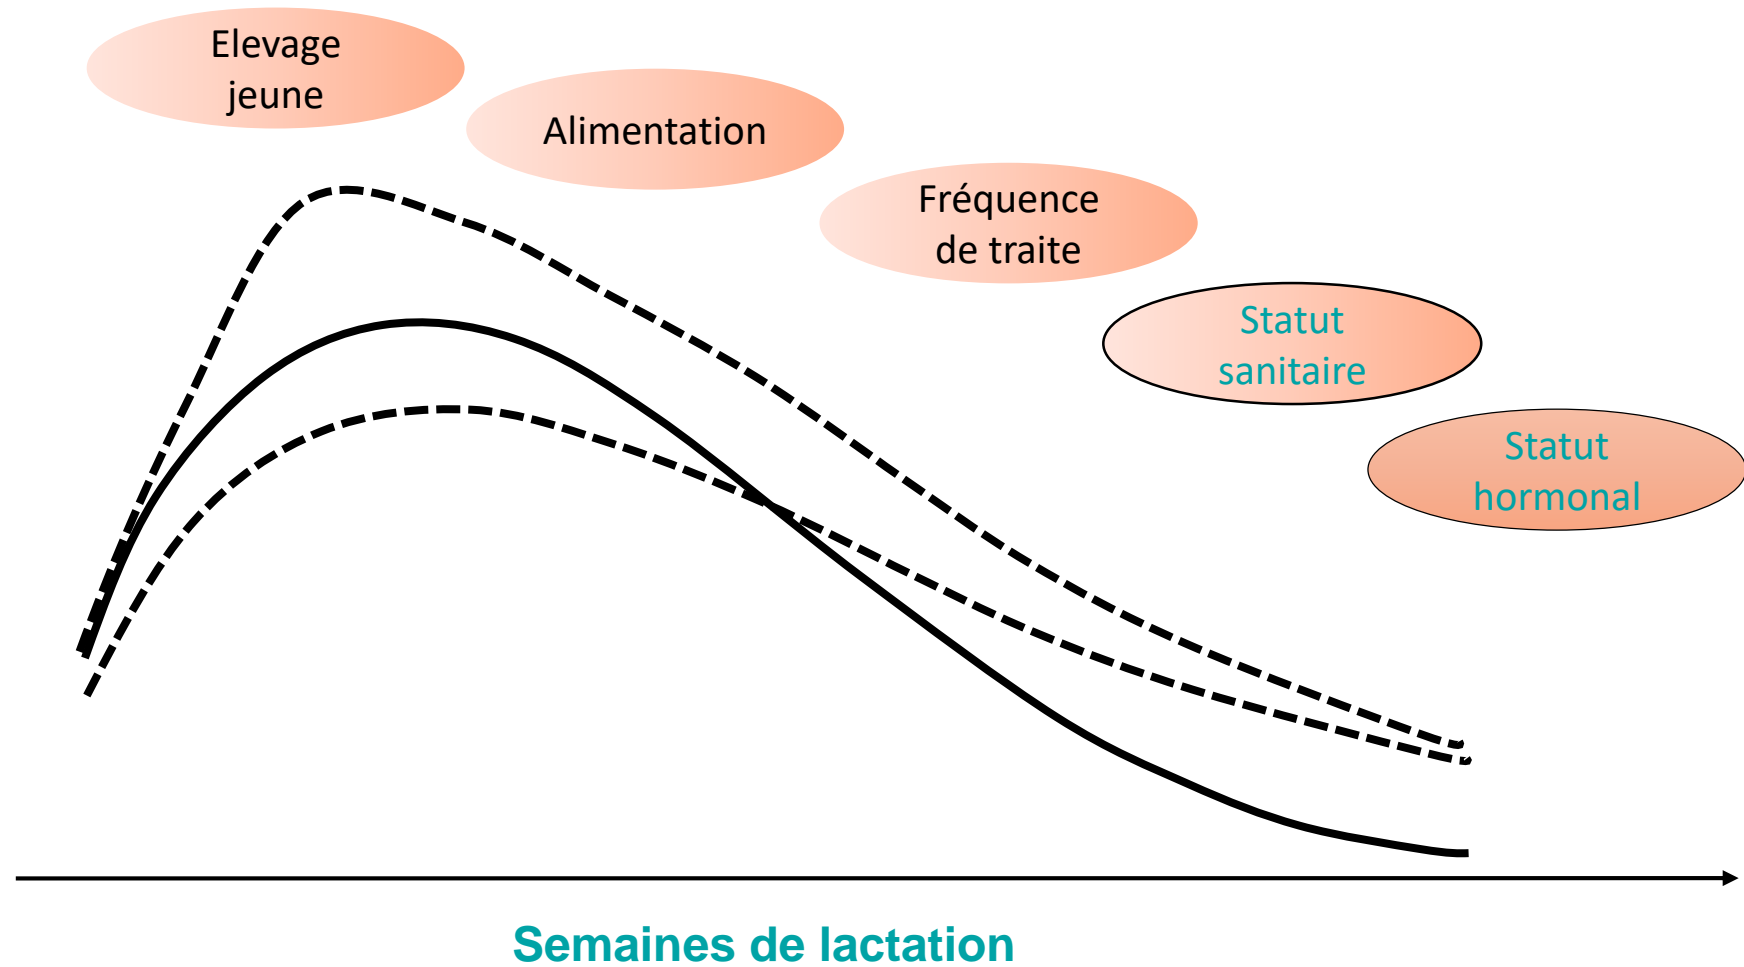 Elevage
jeune
Alimentation
Fréquence
de traite
Statut
sanitaire
Statut
hormonal
Semaines de lactation